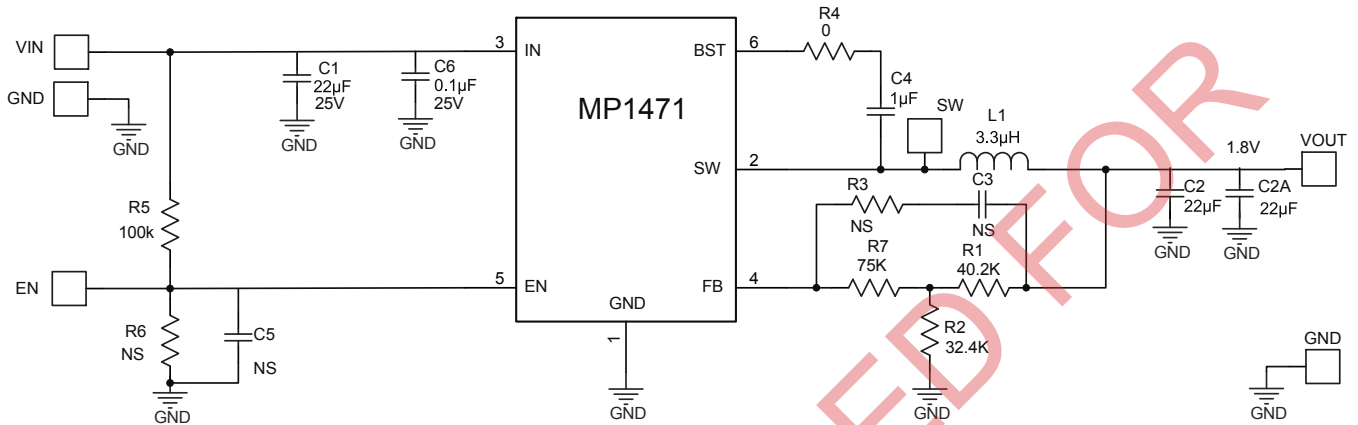 VIN
GND
GND
C1
22µF
25V
GND
C6
0.1µF
25V
GND
3
IN
MP1471
BST
6
R4
0
C4
1µF
SW
L1
3.3µH
1.8V
VOUT
SW
2
C2
22µF
GND
C2A
22µF
GND
R5
100k
R3
NS
C3
NS
R7
75K
R1
40.2K
EN
5
EN
FB
4
GND
1
GND
R6
NS
C5
NS
GND
R2
32.4K
GND
GND
GND
ED FOR